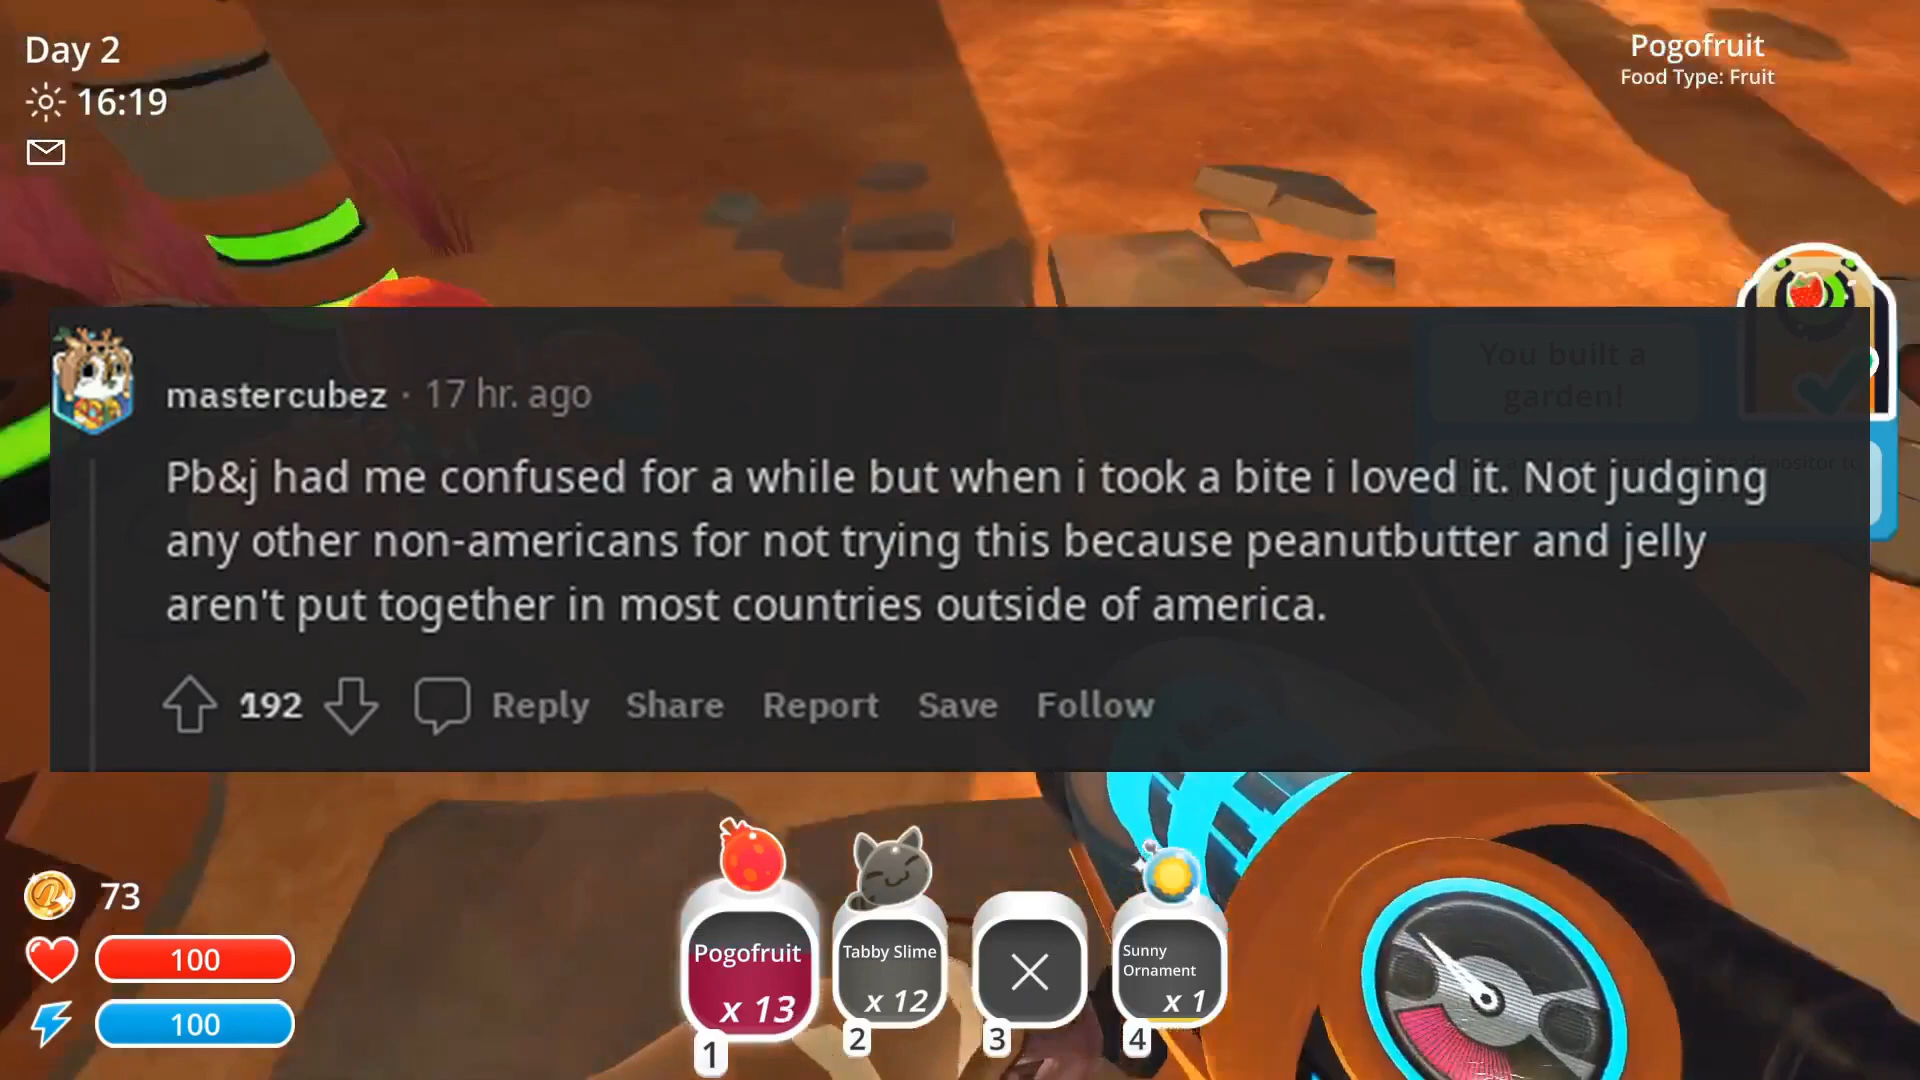 Day 2
16:19
Pogofruit
Food Type: Fruit
You built a
garden!
mastercubez · 17 hr. ago
Pb&j had me confused for a while but when i took a bite i loved it. Not judging
any other non-americans for not trying this because peanutbutter and jelly
aren't put together in most countries outside of america.
192 Reply Share Report Save Follow
73
100
100
Pogofruit
x 13
1
Tabby Slime
x 12
2
3
Sunny
Ornament
x 1
4